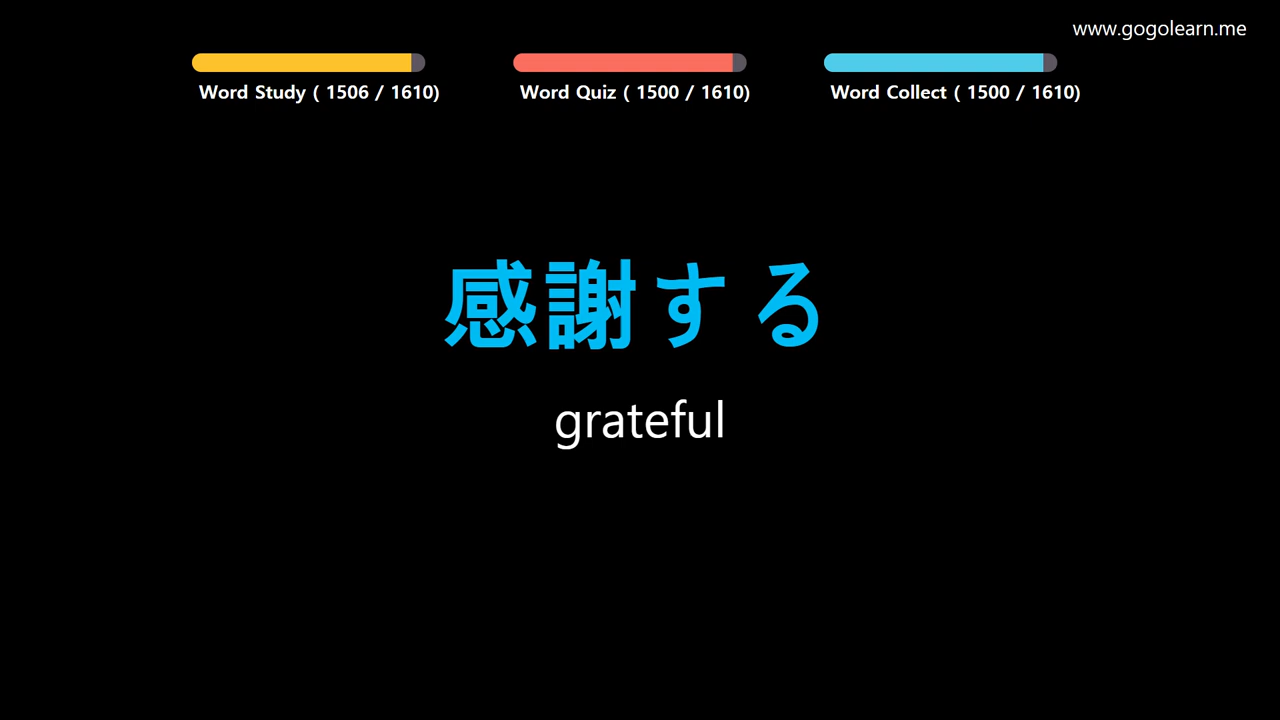 www.gogolearn.me
Word Study ( 1506 / 1610)
Word Quiz ( 1500 / 1610)
Word Collect ( 1500 / 1610)
感謝する
grateful